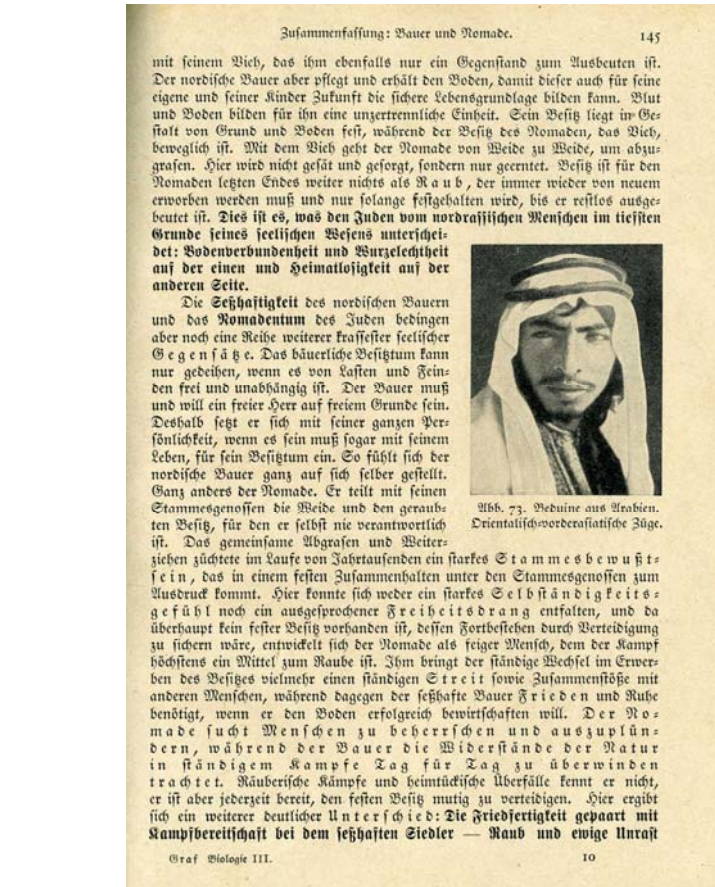 Zusammenfassung: Bauer und Nomade. 145
mit seinem Vieh, das ihm ebenfalls nur ein Gegenstand zum Ausbeuten ist.
Der nordische Bauer aber pflegt und erhält den Boden, damit dieser auch für seine
eigene und seiner Kinder Zukunft die sichere Lebensgrundlage bilden kann. Blut
und Boden bilden für ihn eine unzertrennliche Einheit. Sein Besitz liegt in Ge-
stalt von Grund und Boden fest, während der Besitz des Nomaden, das Vieh,
beweglich ist. Mit dem Vieh geht der Nomade von Weide zu Weide, um abzu-
grasen. Hier wird nicht gesät und gesorgt, sondern nur geerntet. Besitz ist für den
Nomaden letzten Endes weiter nichts als Raub, der immer wieder von neuem
erworben werden muß und nur solange festgehalten wird, bis er restlos ausge-
beutet ist. Dies ist es, was den Juden vom nordrassischen Menschen im tiefsten
Grunde seines seelischen Wesens unterschei-
det: Bodenverbundenheit und Wurzelechtheit
auf der einen und Heimatlosigkeit auf der
anderen Seite.
Die Seßhaftigkeit des nordischen Bauern
und das Nomadentum des Juden bedingen
aber noch eine Reihe weiterer krassester seelischer
Gegensätze. Das bäuerliche Besitztum kann
nur gedeihen, wenn es von Lasten und Fein-
den frei und unabhängig ist. Der Bauer muß
und will ein freier Herr auf freiem Grunde sein.
Deshalb setzt er sich mit seiner ganzen Per-
sönlichkeit, wenn es sein muß sogar mit seinem
Leben, für sein Besitztum ein. So fühlt sich der
nordische Bauer ganz auf sich selber gestellt.
Ganz anders der Nomade. Er teilt mit seinen
Stammesgenossen die Weide und den geraub-
ten Besitz, für den er selbst nie verantwortlich
ist. Das gemeinsame Abgrasen und Weiter-
Abb. 73. Beduine aus Arabien.
Orientalisch-vorderasiatische Züge.
ziehen züchtete im Laufe von Jahrtausenden ein starkes Stammesbewußt-
sein, das in einem festen Zusammenhalten unter den Stammesgenossen zum
Ausdruck kommt. Hier konnte sich weder ein starkes Selbständigkeits-
gefühl noch ein ausgesprochener Freiheitsdrang entfalten, und da
überhaupt kein fester Besitz vorhanden ist, dessen Fortbestehen durch Verteidigung
zu sichern wäre, entwickelt sich der Nomade als feiger Mensch, dem der Kampf
höchstens ein Mittel zum Raube ist. Ihm bringt der ständige Wechsel im Erwer-
ben des Besitzes vielmehr einen ständigen Streit sowie Zusammenstöße mit
anderen Menschen, während dagegen der seßhafte Bauer Frieden und Ruhe
benötigt, wenn er den Boden erfolgreich bewirtschaften will. Der No-
made sucht Menschen zu beherrschen und auszuplün-
dern, während der Bauer die Widerstände der Natur
in ständigem Kampfe Tag für Tag zu überwinden
trachtet. Räuberische Kämpfe und heimtückische Überfälle kennt er nicht,
er ist aber jederzeit bereit, den festen Besitz mutig zu verteidigen. Hier ergibt
sich ein weiterer deutlicher Unterschied: Die Friedfertigkeit gepaart mit
Kampfbereitschaft bei dem seßhaften Siedler — Raub und ewige Unrast
Graf Biologie III. 10